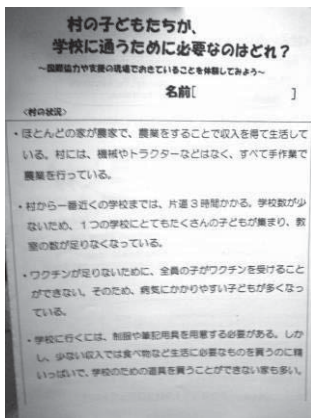 村の子どもたちが、
学校に通うために必要なのはどれ？
～国際協力や支援の現場でおきていることを体験してみよう～
名前[　　　　　]
〈村の状況〉
・ほとんどの家が農家で、農業をすることで収入を得て生活して
いる。村には、機械やトラクターなどはなく、すべて手作業で
農業を行っている。
・村から一番近くの学校までは、片道３時間かかる。学校数が少
ないため、１つの学校にとてもたくさんの子どもが集まり、教
室の数が足りなくなっている。
・ワクチンが足りないために、全員の子がワクチンを受けること
ができない。そのため、病気にかかりやすい子どもが多くなっ
ている。
・学校に行くには、制服や筆記用具を用意する必要がある。しか
し、少ない収入では食べ物など生活に必要なものを買うのに精
いっぱいで、学校のための道具を買うことができない家も多い。